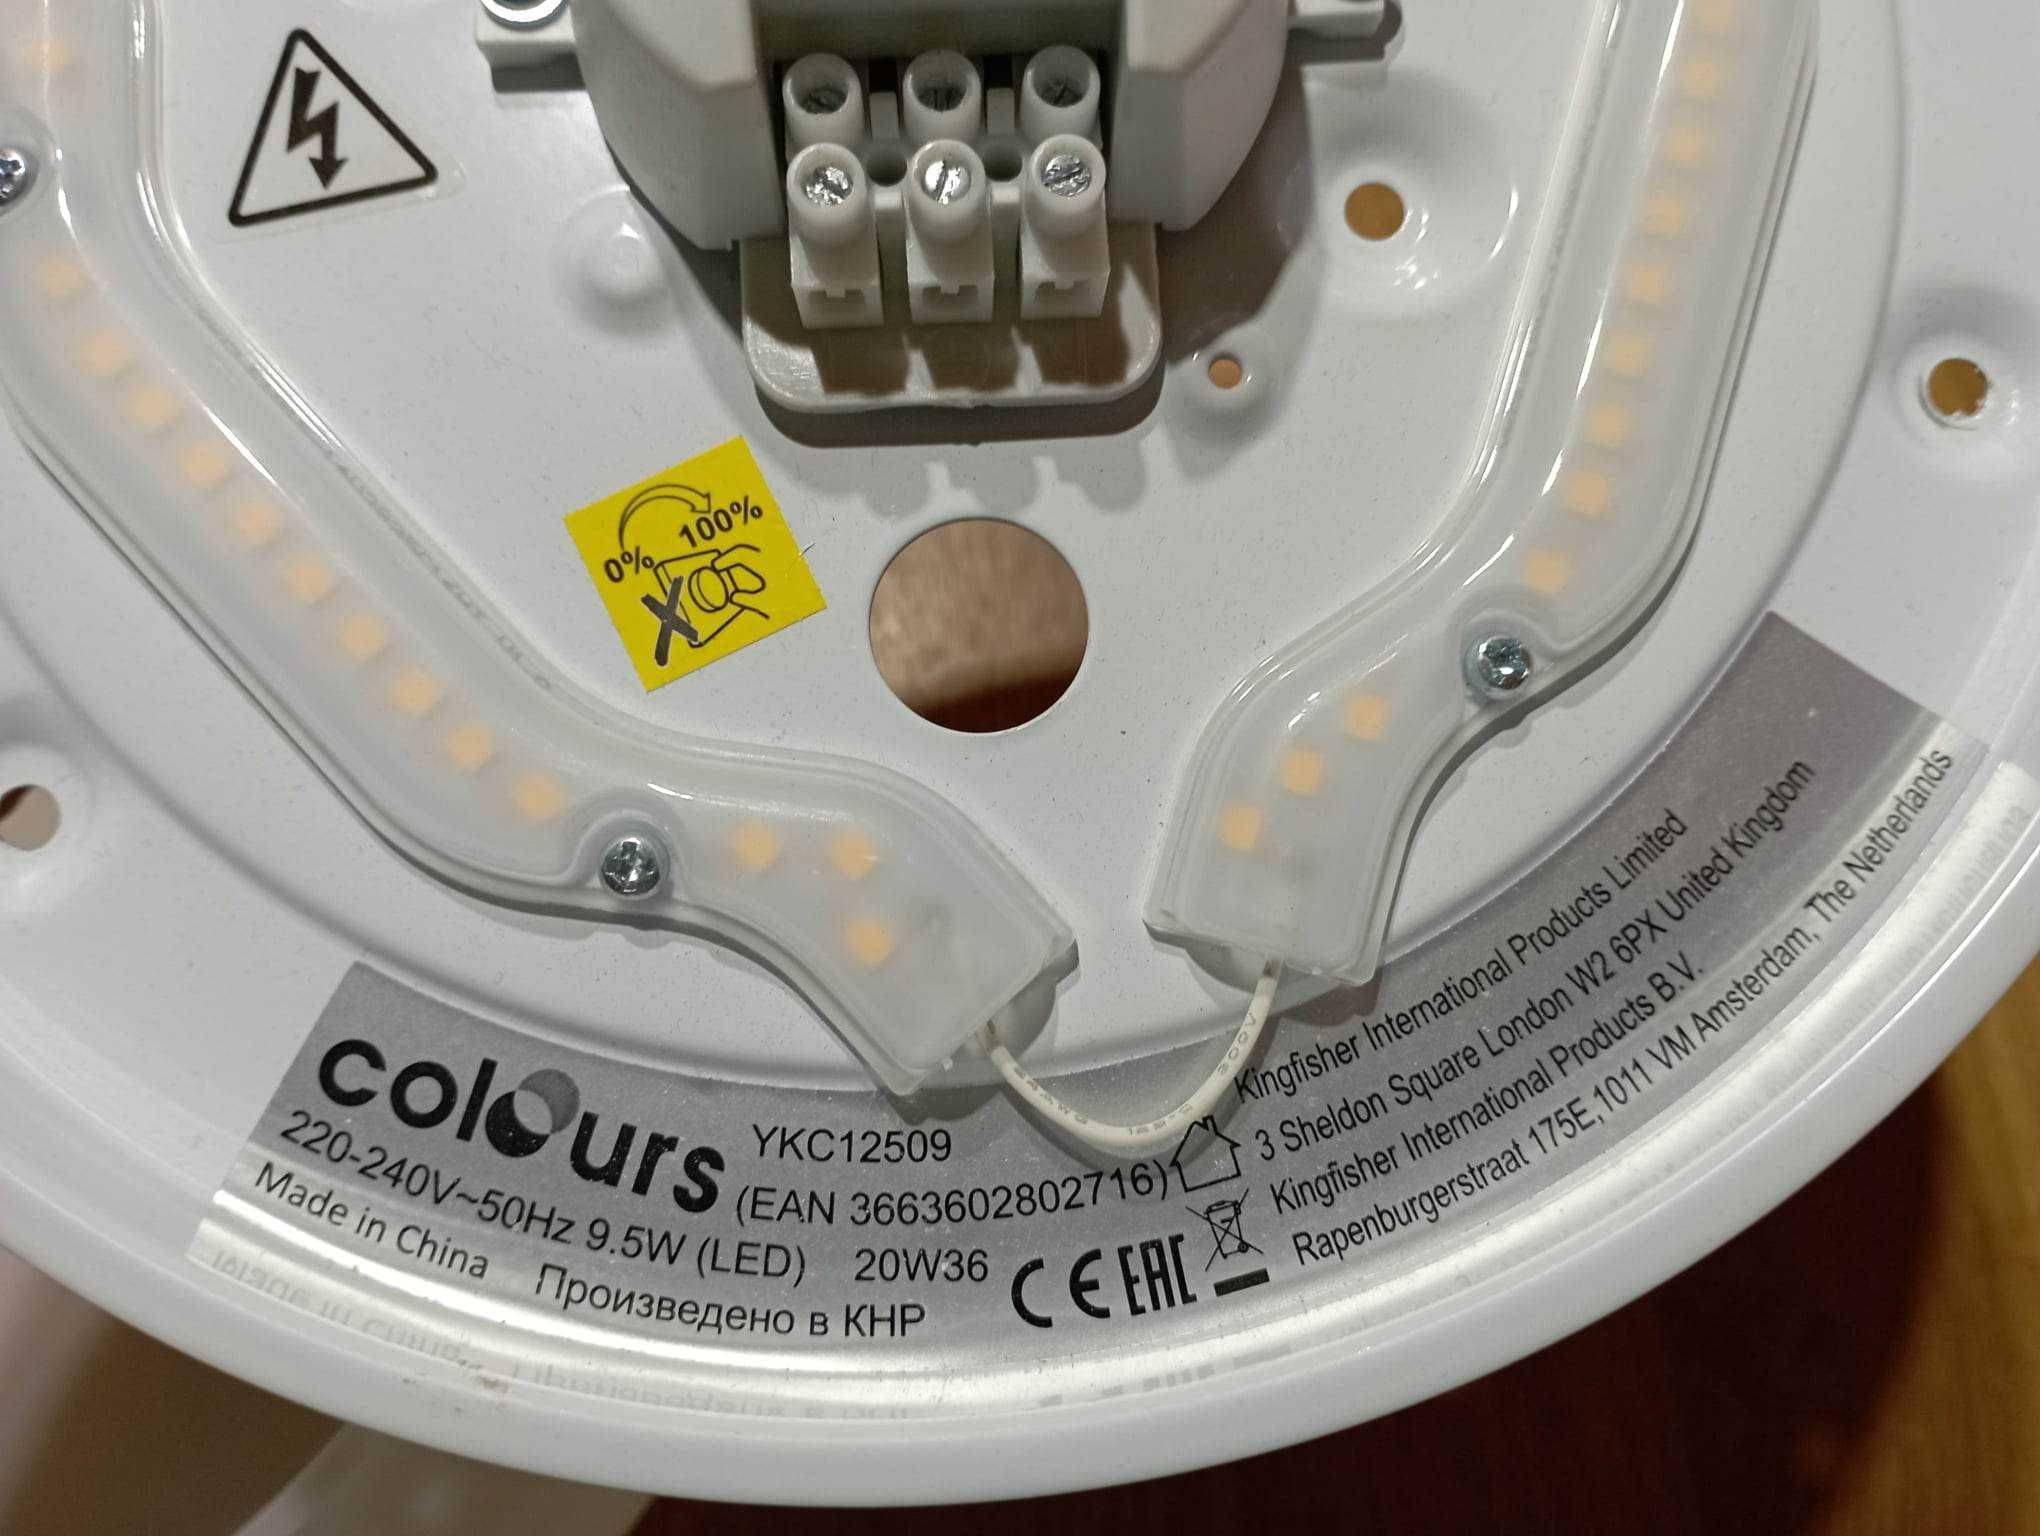 0% 100%
X
colours
YKC12509
(EAN 3663602802716)
220-240V~50Hz 9.5W (LED) 20W36
Made in China Произведено в КНР
CE EAC
Kingfisher International Products Limited
3 Sheldon Square London W2 6PX United Kingdom
Kingfisher International Products B.V.
Rapenburgerstraat 175E,1011 VM Amsterdam, The Netherlands
300V